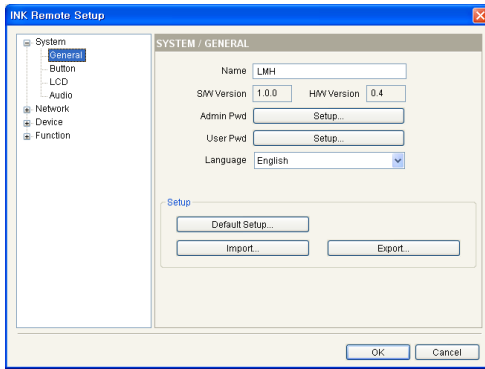 INK Remote Setup
System
General
Button
LCD
Audio
Network
Device
Function
SYSTEM / GENERAL
Name LMH
S/W Version 1.0.0 H/W Version 0.4
Admin Pwd Setup...
User Pwd Setup...
Language English
Setup
Default Setup...
Import... Export...
OK Cancel